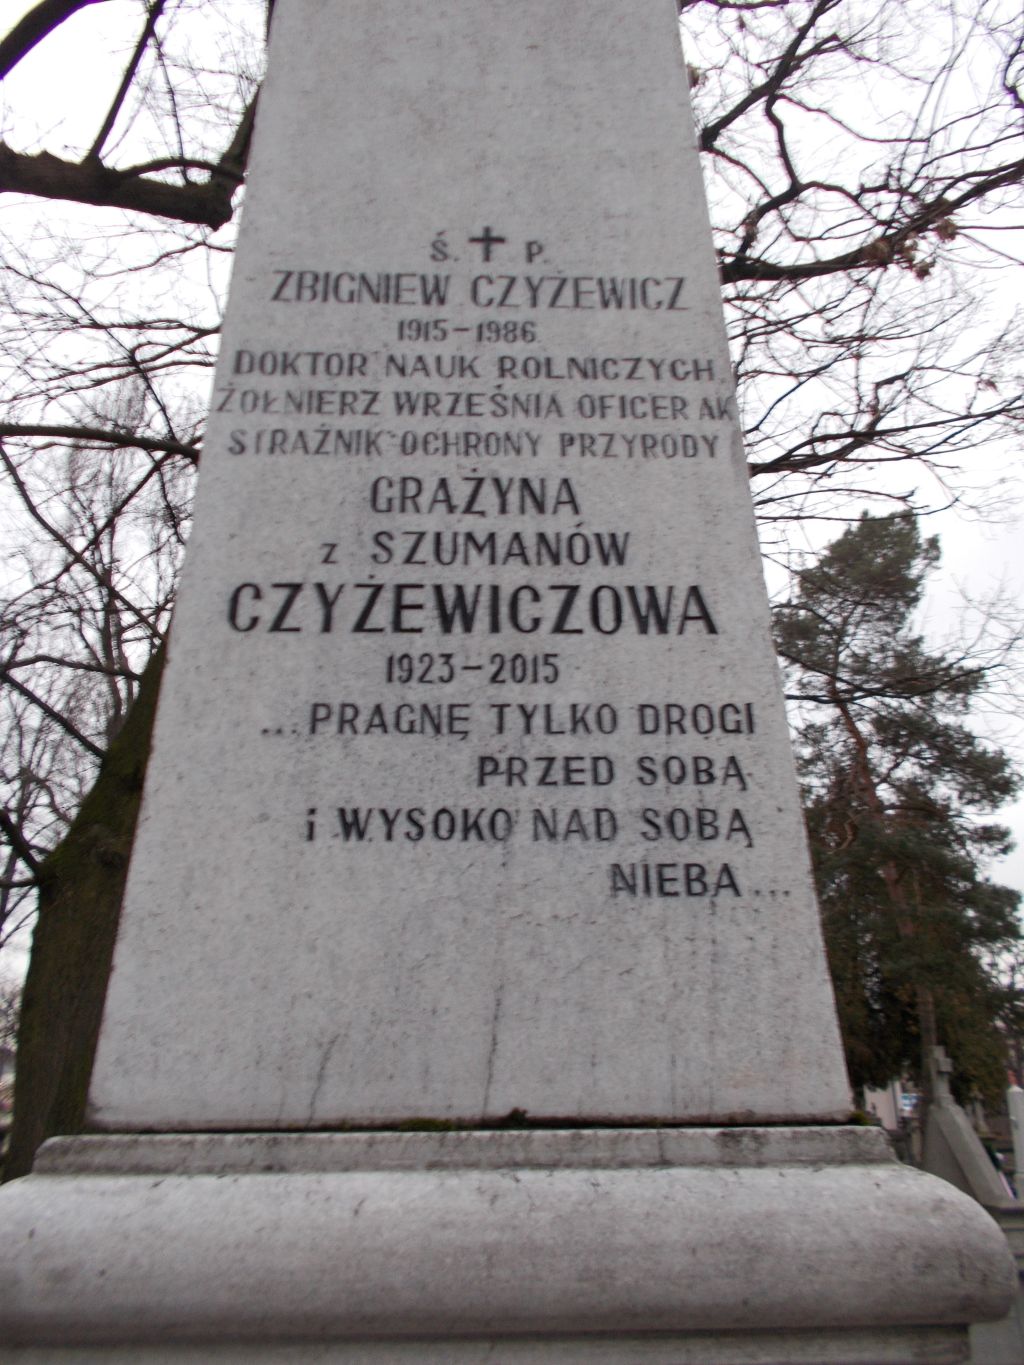 Ś. ✝ P.
ZBIGNIEW CZYŻEWICZ
1915-1986
DOKTOR NAUK ROLNICZYCH
ŻOŁNIERZ WRZEŚNIA OFICER AK
STRAŻNIK OCHRONY PRZYRODY
GRAŻYNA
z SZUMANÓW
CZYŻEWICZOWA
1923-2015
...PRAGNĘ TYLKO DROGI
PRZED SOBĄ
i WYSOKO NAD SOBĄ
NIEBA...